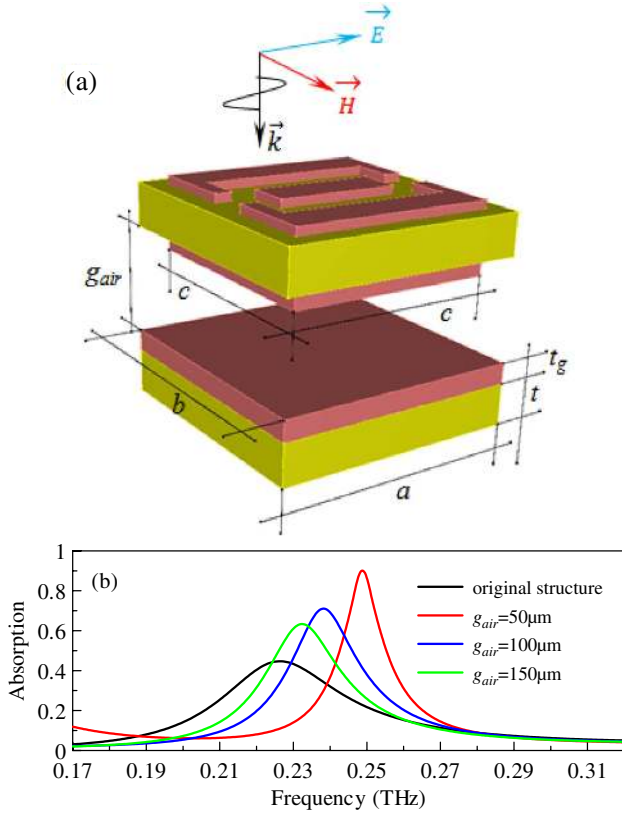 (a)
E
H
k
g_air
c
c
b
a
t_g
t
(b)
1
0.8
0.6
0.4
0.2
0
Absorption
original structure
g_air=50μm
g_air=100μm
g_air=150μm
0.17 0.19 0.21 0.23 0.25 0.27 0.29 0.31
Frequency (THz)